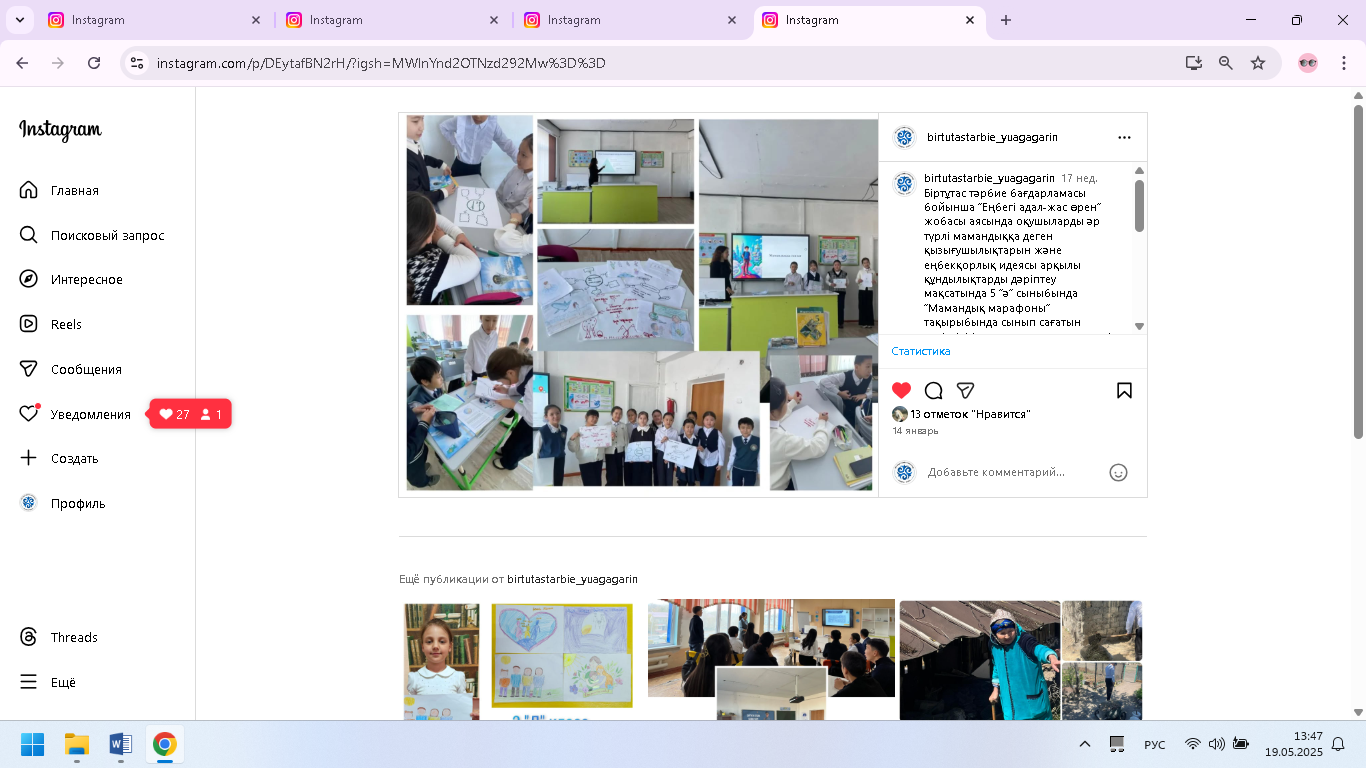 Instagram
Instagram
Instagram
Instagram
instagram.com/p/DEytafBN2rH/?igsh=MWlnYnd2OTNzd292Mw%3D%3D
Instagram
Главная
Поисковый запрос
Интересное
Reels
Сообщения
Уведомления
27 1
Создать
Профиль
Threads
Ещё
birtutastarbie_yuagagarin
birtutastarbie_yuagagarin 17 нед.
Біртұтас тәрбие бағдарламасы
бойынша "Еңбегі адал-жас өрен"
жобасы аясында оқушыларды әр
түрлі мамандыққа деген
қызығушылықтарын және
еңбекқорлық идеясы арқылы
құндылықтарды дәріптеу
мақсатында 5 "ә" сыныбында
"Мамандық марафоны"
тақырыбында сынып сағатын
Статистика
13 отметок "Нравится"
14 январь
Добавьте комментарий...
Ещё публикации от birtutastarbie_yuagagarin
РУС
13:47
19.05.2025